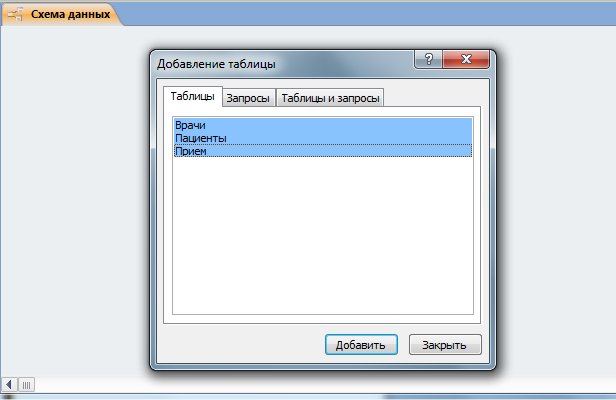 Схема данных
Добавление таблицы
?
Таблицы
Запросы
Таблицы и запросы
Врачи
Пациенты
Прием
Добавить
Закрыть